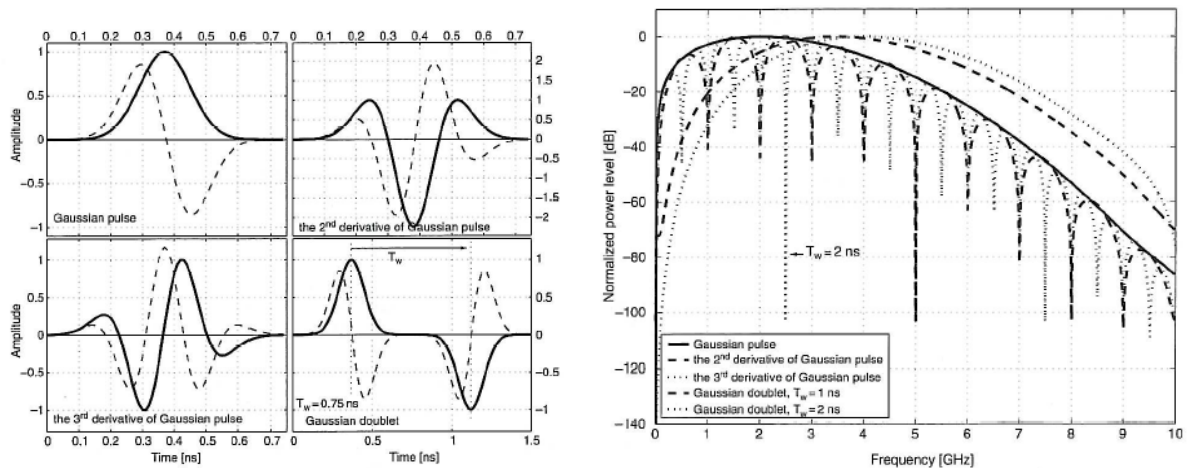 0 0.1 0.2 0.3 0.4 0.5 0.6 0.7 0 0.1 0.2 0.3 0.4 0.5 0.6 0.7
1
0.5
0
−0.5
−1
Amplitude
Gaussian pulse
2
1.5
1
0.5
0
−0.5
−1
−1.5
−2
the 2nd derivative of Gaussian pulse
1
0.5
0
−0.5
−1
Amplitude
the 3rd derivative of Gaussian pulse
0 0.1 0.2 0.3 0.4 0.5 0.6 0.7
Time [ns]
Tw
1
0.5
0
−0.5
−1
Tw = 0.75 ns
Gaussian doublet
0.5 1 1.5
Time [ns]
0
−20
−40
−60
−80
−100
−120
−140
Normalized power level [dB]
Tw = 2 ns
Gaussian pulse
the 2nd derivative of Gaussian pulse
the 3rd derivative of Gaussian pulse
Gaussian doublet, Tw = 1 ns
Gaussian doublet, Tw = 2 ns
0 1 2 3 4 5 6 7 8 9 10
Frequency [GHz]